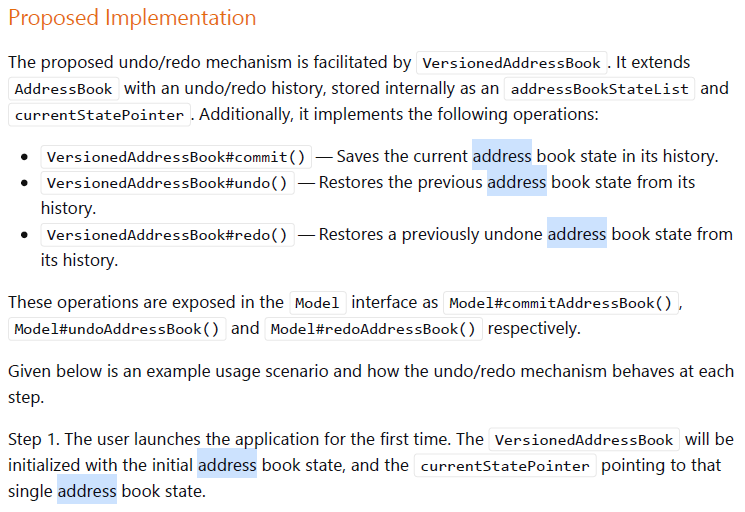 Proposed Implementation
The proposed undo/redo mechanism is facilitated by VersionedAddressBook. It extends
AddressBook with an undo/redo history, stored internally as an addressBookStateList and
currentStatePointer. Additionally, it implements the following operations:
• VersionedAddressBook#commit() — Saves the current address book state in its history.
• VersionedAddressBook#undo() — Restores the previous address book state from its
history.
• VersionedAddressBook#redo() — Restores a previously undone address book state from
its history.
These operations are exposed in the Model interface as Model#commitAddressBook(),
Model#undoAddressBook() and Model#redoAddressBook() respectively.
Given below is an example usage scenario and how the undo/redo mechanism behaves at each
step.
Step 1. The user launches the application for the first time. The VersionedAddressBook will be
initialized with the initial address book state, and the currentStatePointer pointing to that
single address book state.